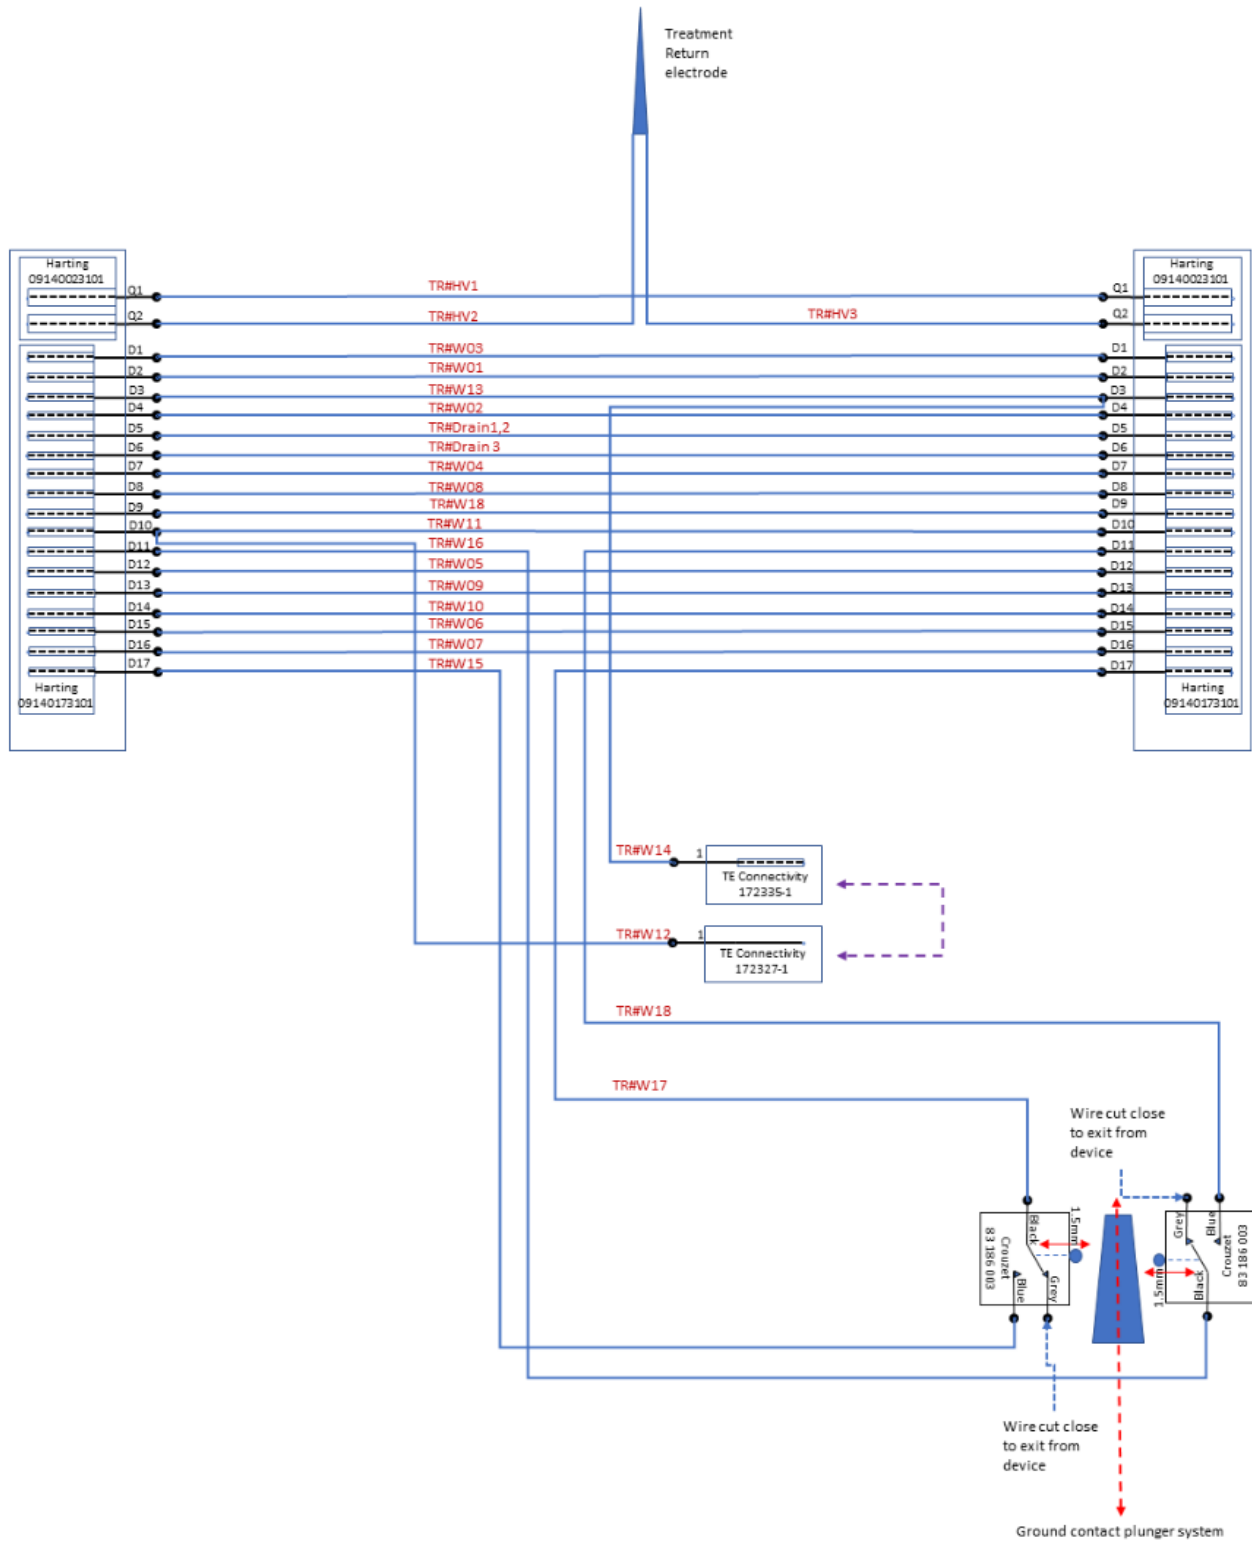 Treatment
Return
electrode
Harting
09140023101
Harting
09140023101
Q1
TR#HV1
Q1
Q2
TR#HV2
TR#HV3
Q2
D1
TR#W03
D1
D2
TR#W01
D2
D3
TR#W13
D3
D4
TR#W02
D4
D5
TR#Drain1,2
D5
D6
TR#Drain 3
D6
D7
TR#W04
D7
D8
TR#W08
D8
D9
TR#W18
D9
D10
TR#W11
D10
D11
TR#W16
D11
D12
TR#W05
D12
D13
TR#W09
D13
D14
TR#W10
D14
D15
TR#W06
D15
D16
TR#W07
D16
D17
TR#W15
D17
Harting
09140173101
Harting
09140173101
TR#W14
1
TE Connectivity
172335-1
TR#W12
1
TE Connectivity
172327-1
TR#W18
TR#W17
Wire cut close
to exit from
device
Black
1.5mm
Crouzet
83 186 003
Blue
Grey
Grey
Blue
Crouzet
83 186 003
Black
1.5mm
Wire cut close
to exit from
device
Ground contact plunger system